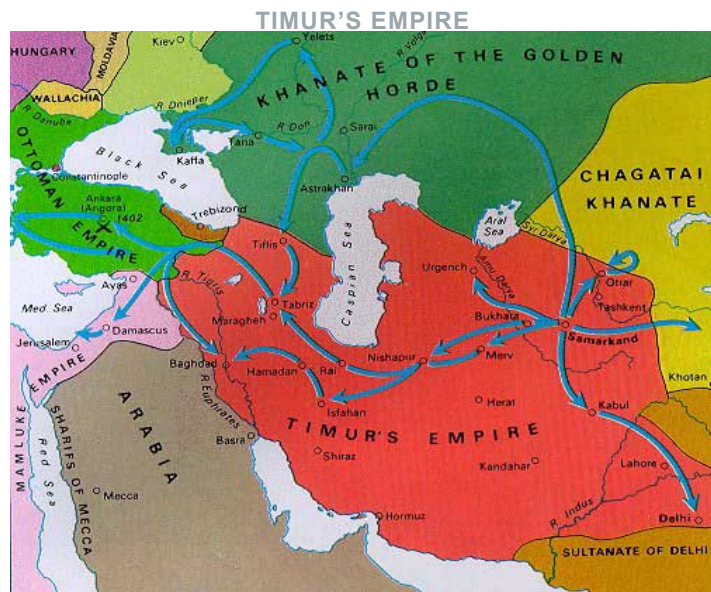 TIMUR'S EMPIRE
HUNGARY
MOLDAVIA
Kiev
Yelets
R. Volga
KHANATE OF THE GOLDEN
HORDE
WALLACHIA
R. Danube
R Dnieper
R Don
Tana
Sarai
Kaffa
Black Sea
OTTOMAN EMPIRE
Constantinople
Ankara
(Angora)
1402
Trebizond
Astrakhan
CHAGATAI
KHANATE
Aral
Sea
Syr Darya
Tiflis
Caspian Sea
Urgench
Amu Darya
Otrar
Tashkent
R. Tigris
Ayas
Med. Sea
Tabriz
Maragheh
Bukhara
Samarkand
Damascus
Jerusalem
Baghdad
Hamadan
Rai
Nishapur
Merv
Khotan
MAMLUKE EMPIRE
R. Euphrates
Isfahan
Herat
Kabul
ARABIA
TIMUR'S EMPIRE
Basra
Shiraz
Kandahar
Lahore
Red Sea
SHARIFS OF MECCA
Mecca
Hormuz
R. Indus
Delhi
SULTANATE OF DELHI